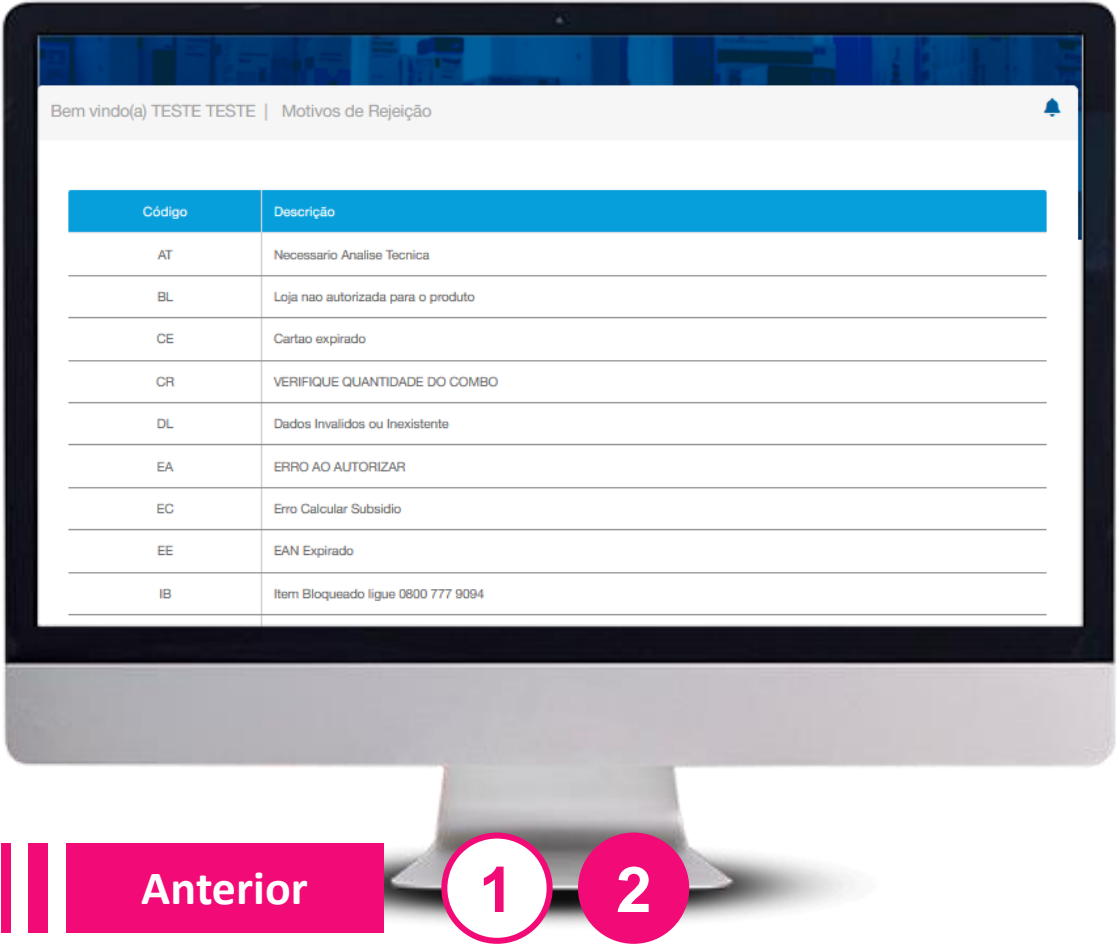 Bem vindo(a) TESTE TESTE | Motivos de Rejeição
Código Descrição
AT Necessario Analise Tecnica
BL Loja nao autorizada para o produto
CE Cartao expirado
CR VERIFIQUE QUANTIDADE DO COMBO
DL Dados Invalidos ou Inexistente
EA ERRO AO AUTORIZAR
EC Erro Calcular Subsidio
EE EAN Expirado
IB Item Bloqueado ligue 0800 777 9094
Anterior 1 2